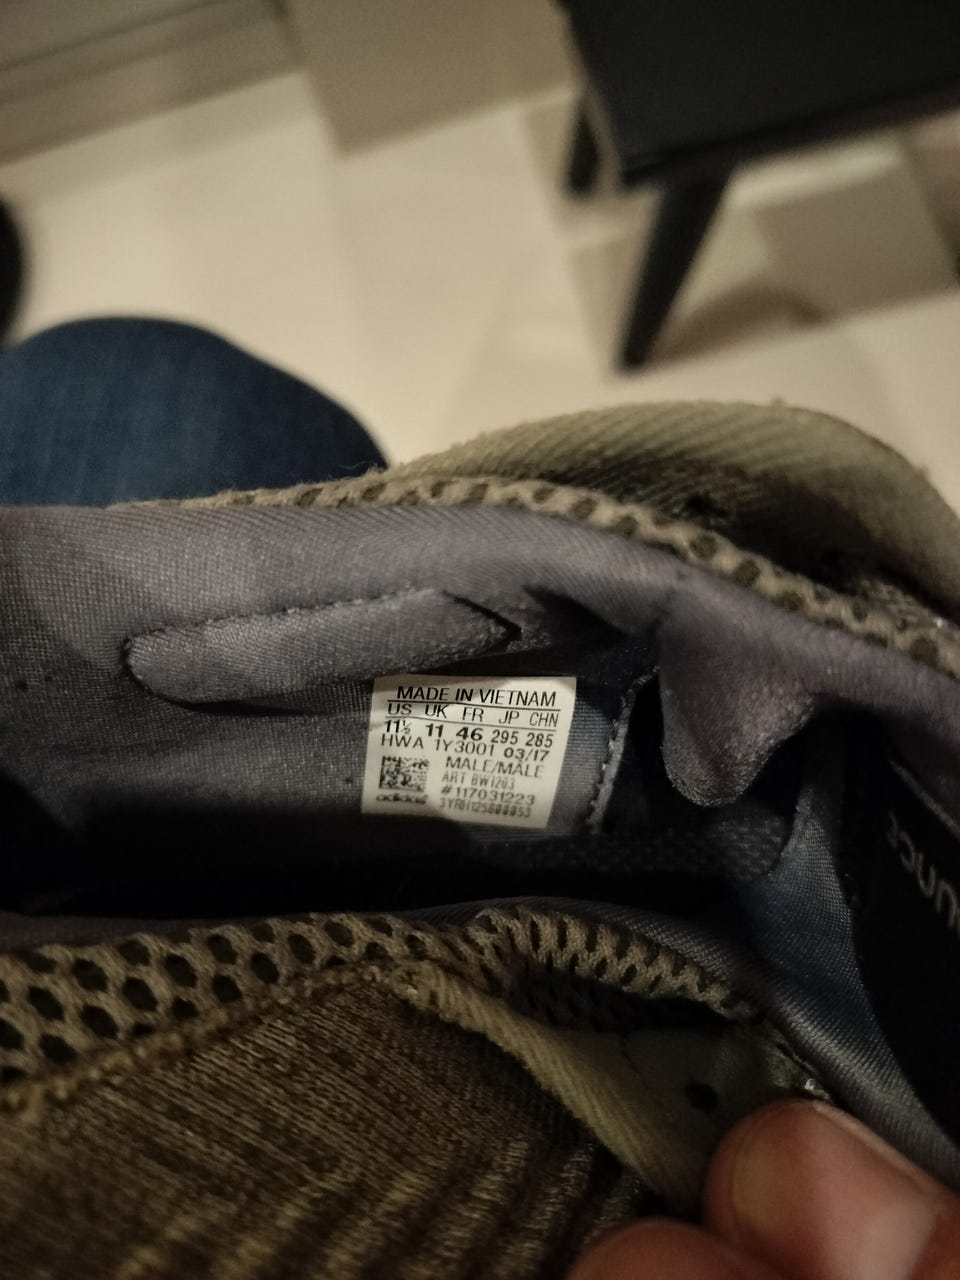 MADE IN VIETNAM
US UK FR JP CHN
11½ 11 46 295 285
HWA 1Y3001 03/17
MALE/MÂLE
ART BW1203
#117031223
adidas